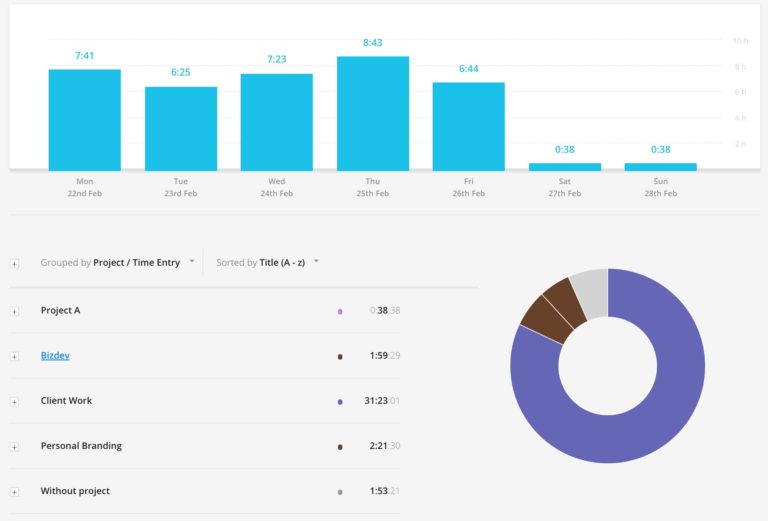 8:43
10 h
7:41
7:23
6:25
6:44
8 h
6 h
4 h
0:38
0:38
2 h
Mon
Tue
Wed
Thu
Fri
Sat
Sun
22nd Feb
23rd Feb
24th Feb
25th Feb
26th Feb
27th Feb
28th Feb
Grouped by Project / Time Entry
Sorted by Title (A - z)
Project A
0:38:38
Bizdev
1:59:29
Client Work
31:23:01
Personal Branding
2:21:30
Without project
1:53:21